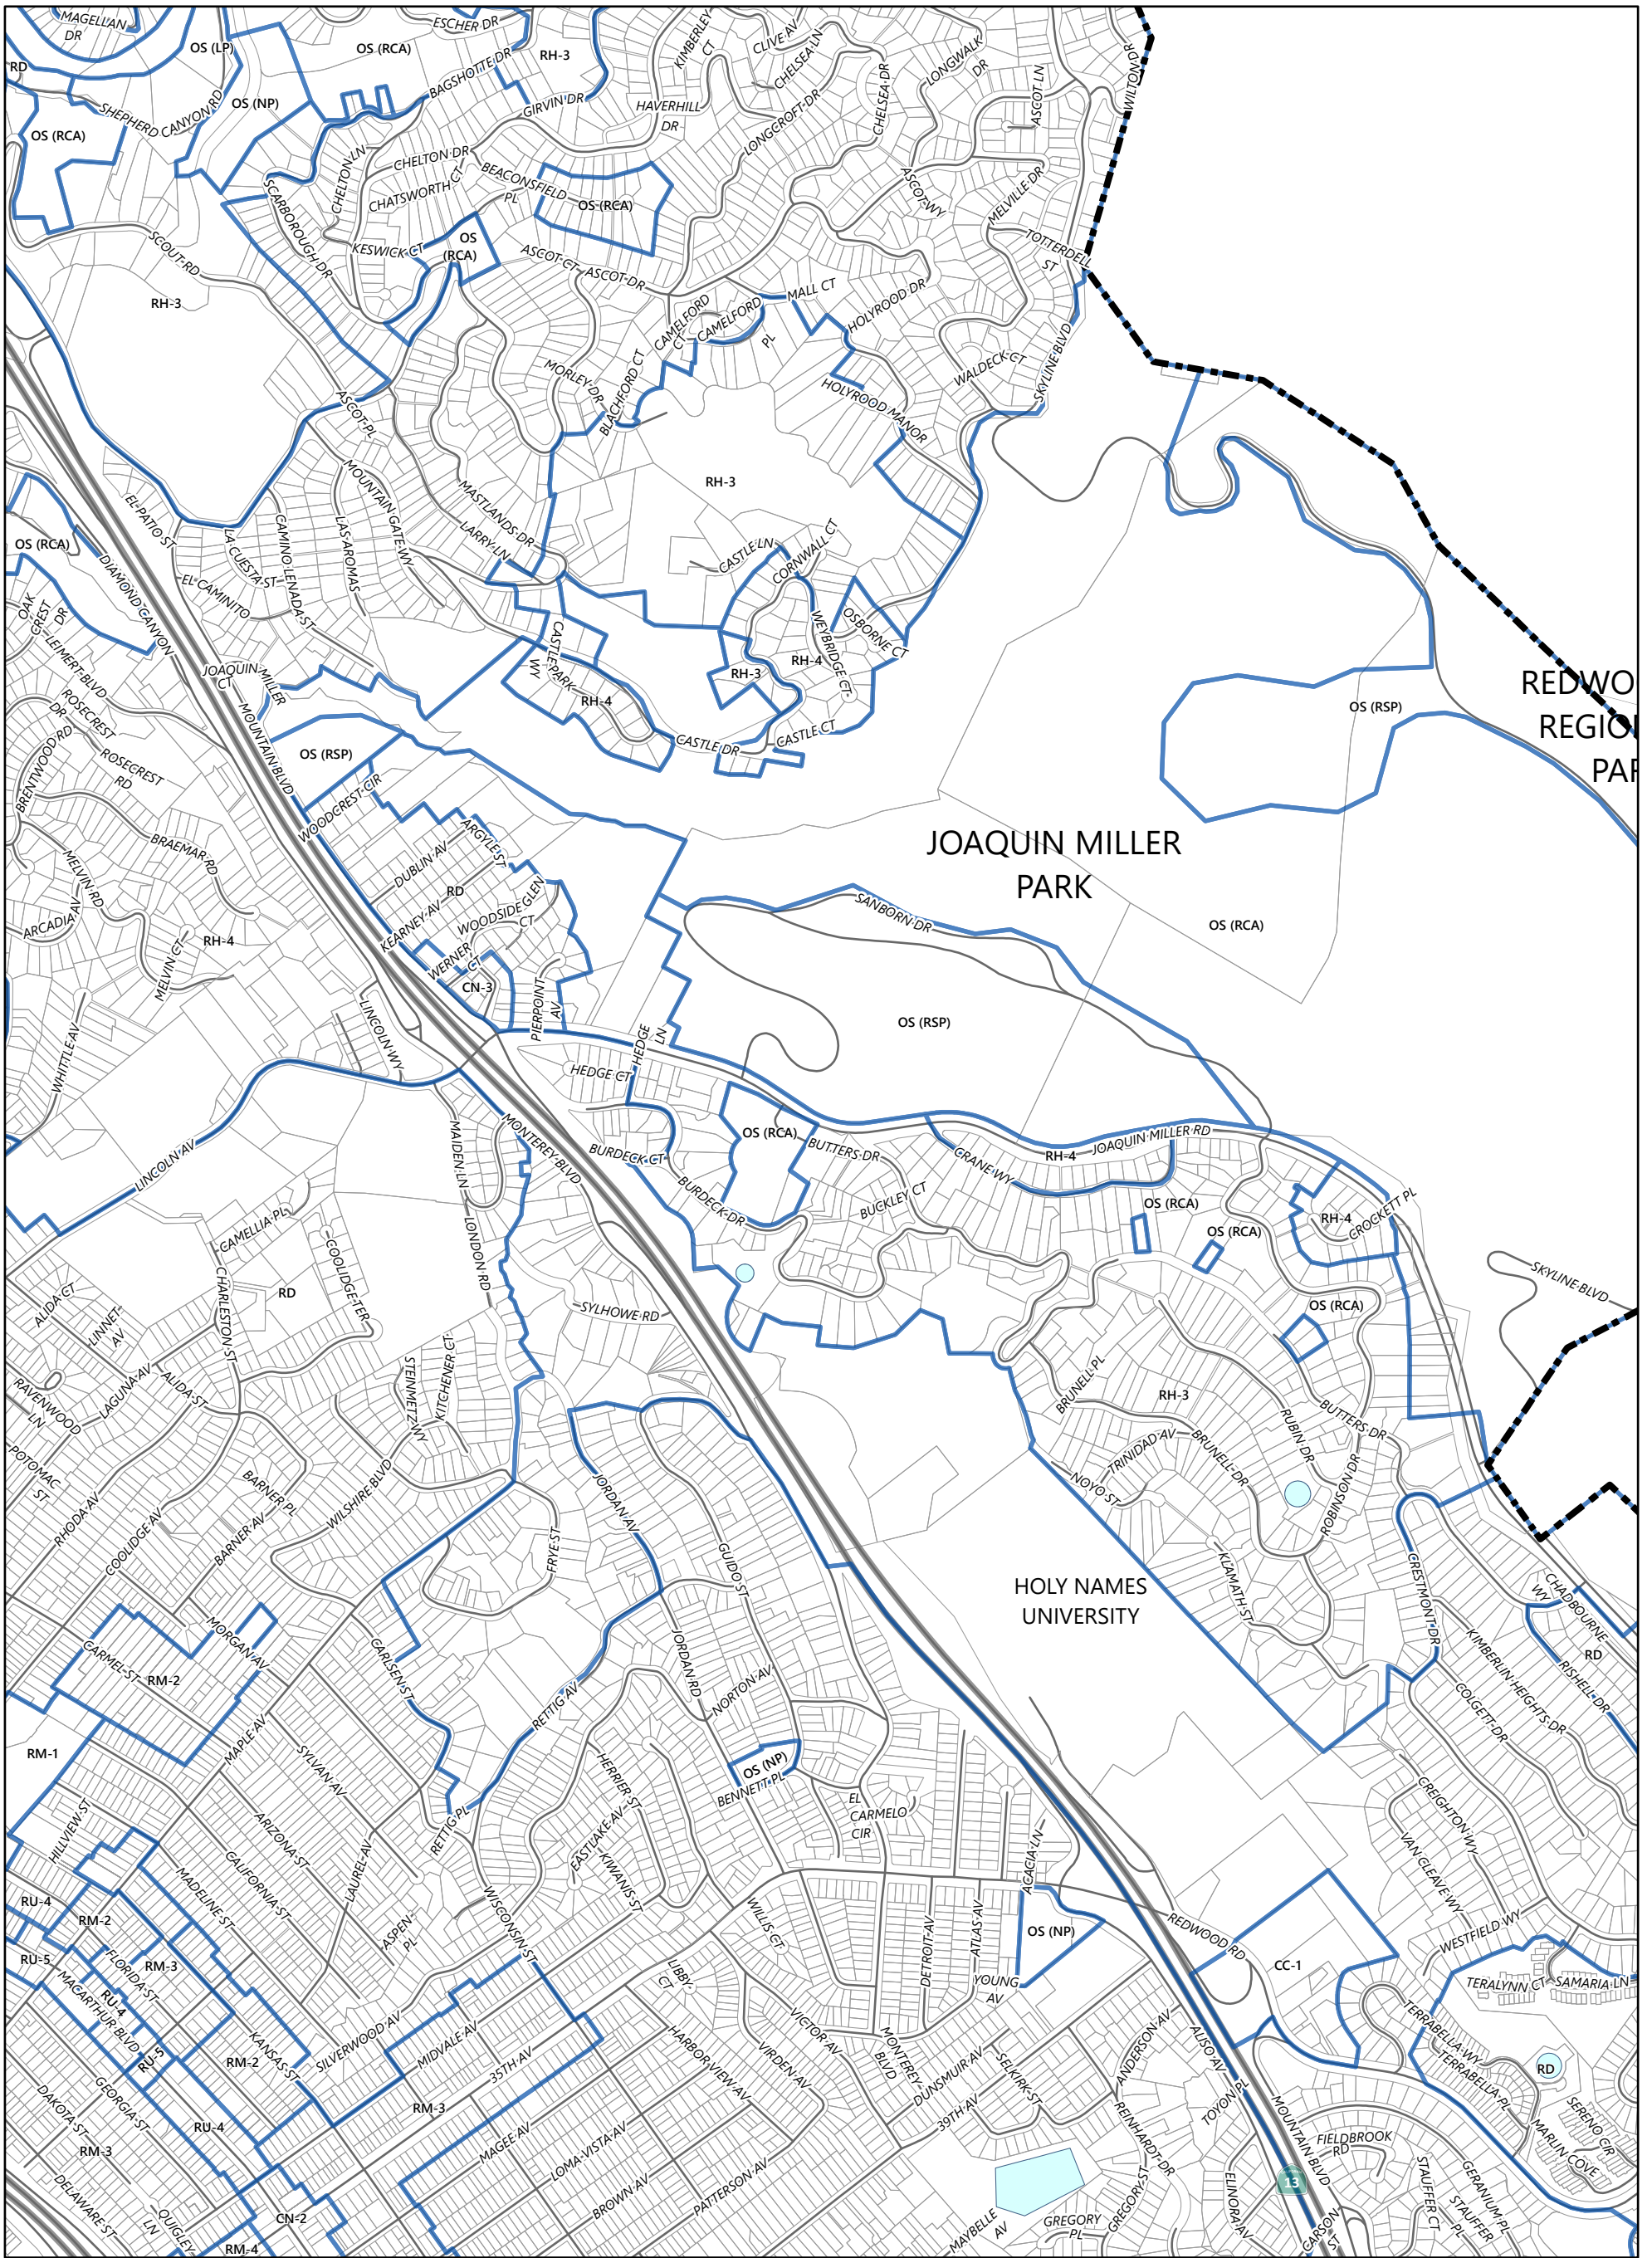 MAGELLAN
DR
ESCHER DR
OS (LP)
OS (RCA)
RH-3
RD
BAGSHOTTE DR
KIMBERLEY
CT
CLIVE AV
CHELSEA LN
LONGWALK
DR
WILTON DR
SHEPHERD CANYON RD
OS (NP)
GIRVIN DR
HAVERHILL
DR
LONGCROFT DR
CHELSEA DR
ASCOT LN
OS (RCA)
CHELTON LN
CHELTON DR
CHATSWORTH CT
BEACONSFIELD
PL
OS (RCA)
ASCOT WY
MELVILLE DR
SCARBOROUGH DR
KESWICK CT
OS
(RCA)
ASCOT CT
ASCOT DR
TOTTERDELL
ST
SCOUT RD
RH-3
CAMELFORD
CT
CAMELFORD
PL
MALL CT
HOLYROOD DR
WALDECK CT
SKYLINE BLVD
ASCOT PL
MORLEY DR
BLACHFORD CT
HOLYROOD MANOR
RH-3
EL PATIO ST
MOUNTAIN GATE WY
MASTLANDS DR
LARRY LN
LA CUESTA ST
CAMINO LENADA ST
LAS AROMAS
EL CAMINITO
OS (RCA)
DIAMOND CANYON
CASTLE LN
CORNWALL CT
WEYBRIDGE CT
OSBORNE CT
OAK
CREST
DR
LEIMERT BLVD
JOAQUIN MILLER
CT
CASTLE PARK
WY
RH-3
RH-4
RH-4
CASTLE DR
CASTLE CT
OS (RSP)
REDWO
REGIO
PAR
ROSECREST
DR
ROSECREST
RD
BRENTWOOD RD
MOUNTAIN BLVD
OS (RSP)
WOODCREST CIR
BRAEMAR RD
MELVIN RD
DUBLIN AV
ARGYLE ST
RD
KEARNEY AV
WOODSIDE GLEN
CT
JOAQUIN MILLER
PARK
SANBORN DR
OS (RCA)
ARCADIA AV
RH-4
MELVIN CT
WERNER
CT
CN-3
PIERPOINT
AV
OS (RSP)
WHITTLE AV
LINCOLN WY
HEDGE
LN
HEDGE CT
LINCOLN AV
MAIDEN LN
MONTEREY BLVD
BURDECK CT
BURDECK DR
OS (RCA)
BUTTERS DR
BUCKLEY CT
CRANE WY
RH-4
JOAQUIN MILLER RD
OS (RCA)
OS (RCA)
RH-4
CROCKETT PL
SKYLINE BLVD
CAMELLIA PL
COOLIDGE TER
LONDON RD
CHARLESTON ST
RD
SYLHOWE RD
OS (RCA)
ALIDA CT
LINNET
AV
LAGUNA AV
ALIDA ST
RAVENWOOD
LN
STEINMETZ WY
KITCHENER CT
BRUNELL PL
RH-3
RUBIN DR
BUTTERS DR
TRINIDAD AV
BRUNELL DR
NOYO ST
ROBINSON DR
POTOMAC
ST
RHODA AV
COOLIDGE AV
BARNER PL
BARNER AV
WILSHIRE BLVD
JORDAN AV
FRYE ST
GUIDO ST
KLAMATH ST
CRESTMONT DR
HOLY NAMES
UNIVERSITY
CHADBOURNE
WY
RD
RISHELL DR
KIMBERLIN HEIGHTS DR
COLGETT DR
MORGAN AV
CARMEL ST
RM-2
CARLSEN ST
JORDAN RD
NORTON AV
RETTIG AV
RM-1
MAPLE AV
SYLVAN AV
OS (NP)
BENNETT PL
HERRIER ST
EASTLAKE AV
KIWANIS ST
EL
CARMELO
CIR
CREIGHTON WY
VAN CLEAVE WY
HILLVIEW ST
ARIZONA ST
CALIFORNIA ST
LAUREL AV
RETTIG PL
MADELINE ST
ASPEN
PL
WISCONSIN ST
WILLIS CT
ACACIA LN
OS (NP)
REDWOOD RD
CC-1
WESTFIELD WY
TERALYNN CT
SAMARIA LN
RU-4
RM-2
RU-5
FLORIDA ST
RM-3
RU-4
MACARTHUR BLVD
RU-5
RM-2
KANSAS ST
SILVERWOOD AV
MIDVALE AV
35TH AV
LIBBY
CT
DETROIT AV
ATLAS AV
YOUNG
AV
VICTOR AV
VIRDEN AV
HARBOR VIEW AV
MONTEREY
BLVD
DUNSMUIR AV
SELKIRK ST
ANDERSON AV
ALISO AV
TOYON PL
TERRABELLA WY
TERRABELLA PL
RD
SERENO CIR
MARLIN COVE
DAKOTA ST
GEORGIA ST
RM-3
RU-4
RM-3
MAGEE AV
LOMA VISTA AV
BROWN AV
PATTERSON AV
39TH AV
REINHARDT DR
MOUNTAIN BLVD
FIELDBROOK
RD
13
DELAWARE ST
QUIGLEY
LN
CN-2
RM-4
MAYBELLE
AV
GREGORY
PL
GREGORY ST
ELINORA AV
CARSON
ST
STAUFFER CT
STAUFFER
PL
GERANIUM PL